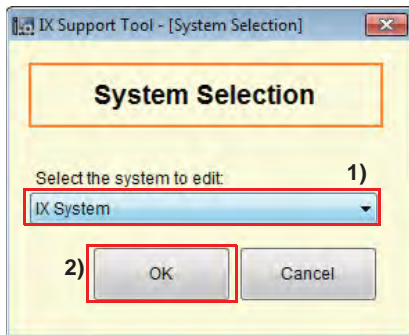 IX Support Tool - [System Selection]
System Selection
Select the system to edit:
1)
IX System
2)
OK
Cancel